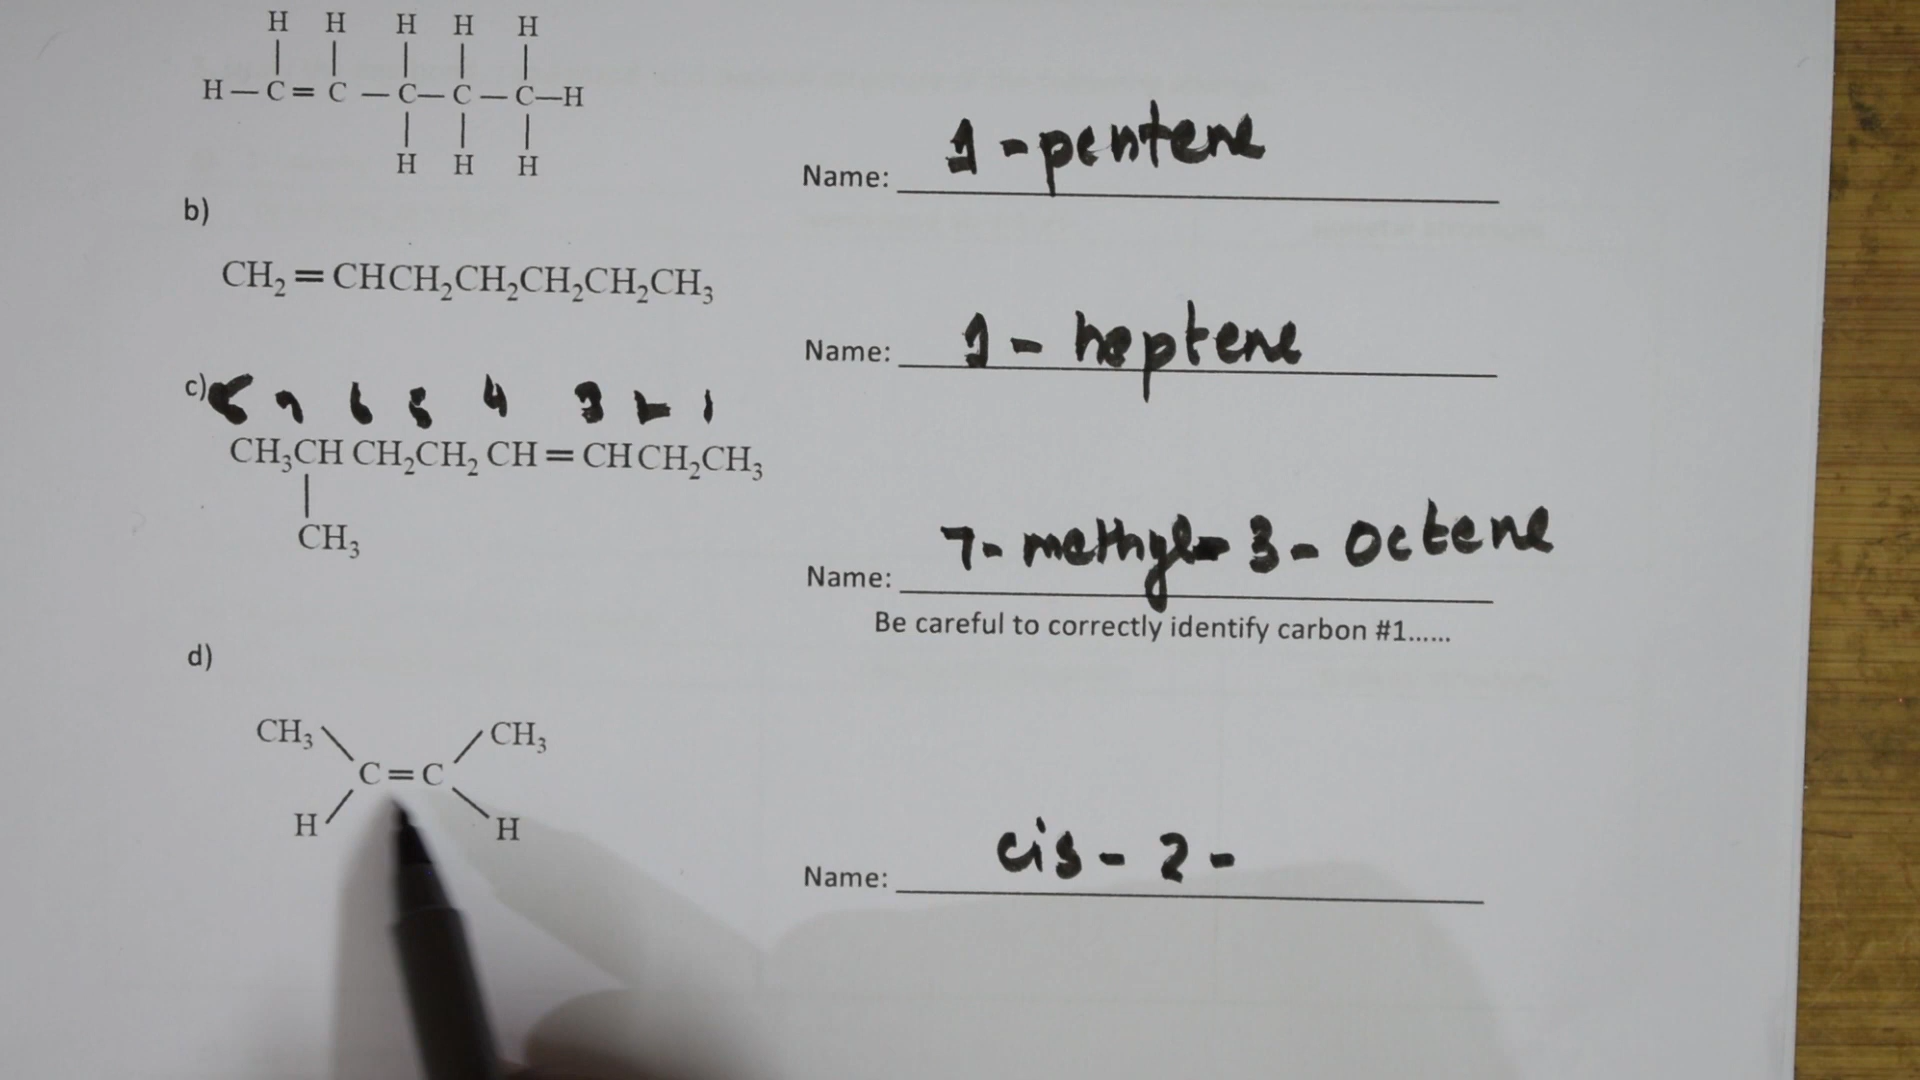 H H H H H
H — C = C — C — C — C — H
H H H
Name: 1 - pentene
b)
CH₂ = CHCH₂CH₂CH₂CH₂CH₃
Name: 1 - heptene
c) 8 7 6 5 4 3 2 1
CH₃CH CH₂CH₂ CH = CHCH₂CH₃
CH₃
Name: 7 - methyl - 3 - octene
Be careful to correctly identify carbon #1......
d)
CH₃ CH₃
C = C
H H
Name: cis - 2 -